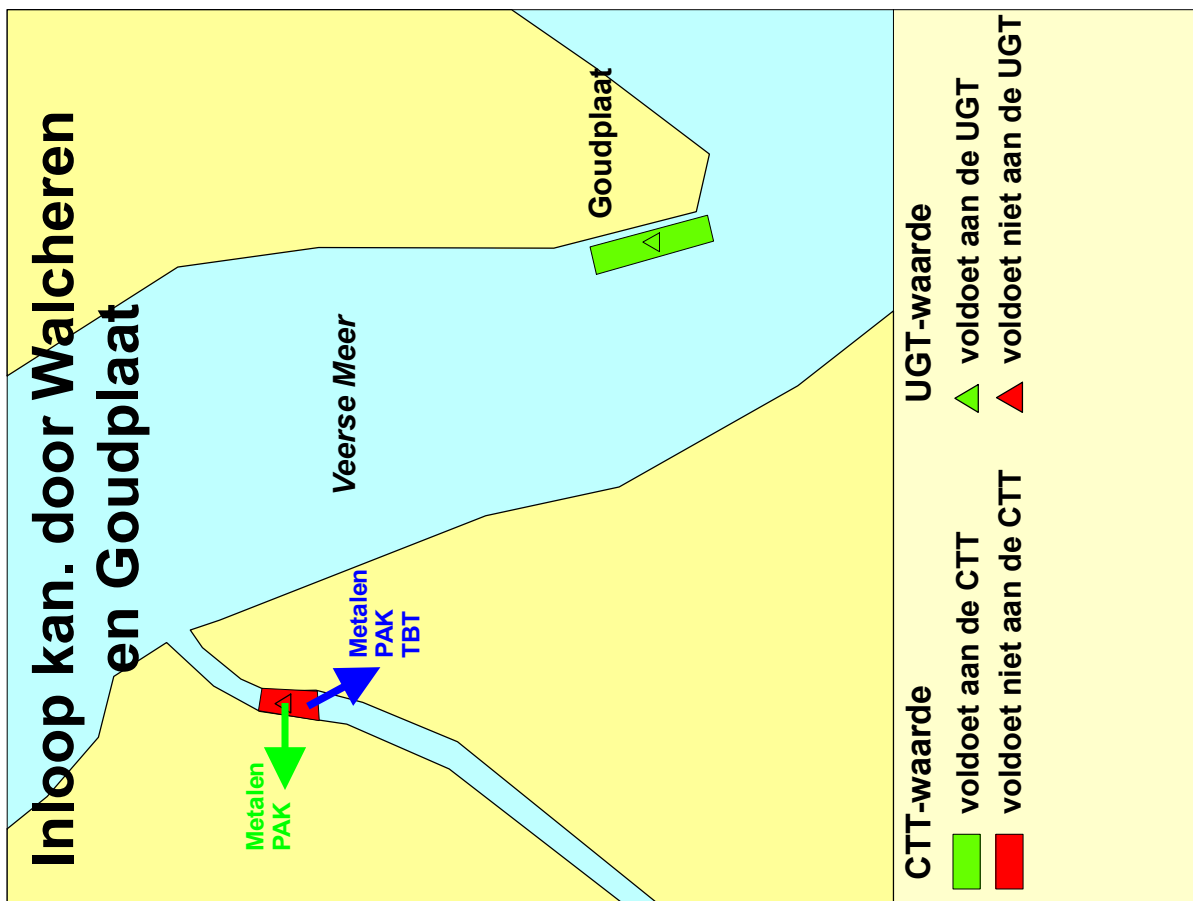 Inloop kan. door Walcheren
en Goudplaat
Metalen
PAK
Metalen
PAK
TBT
Veerse Meer
Goudplaat
CTT-waarde
voldoet aan de CTT
voldoet niet aan de CTT
UGT-waarde
voldoet aan de UGT
voldoet niet aan de UGT